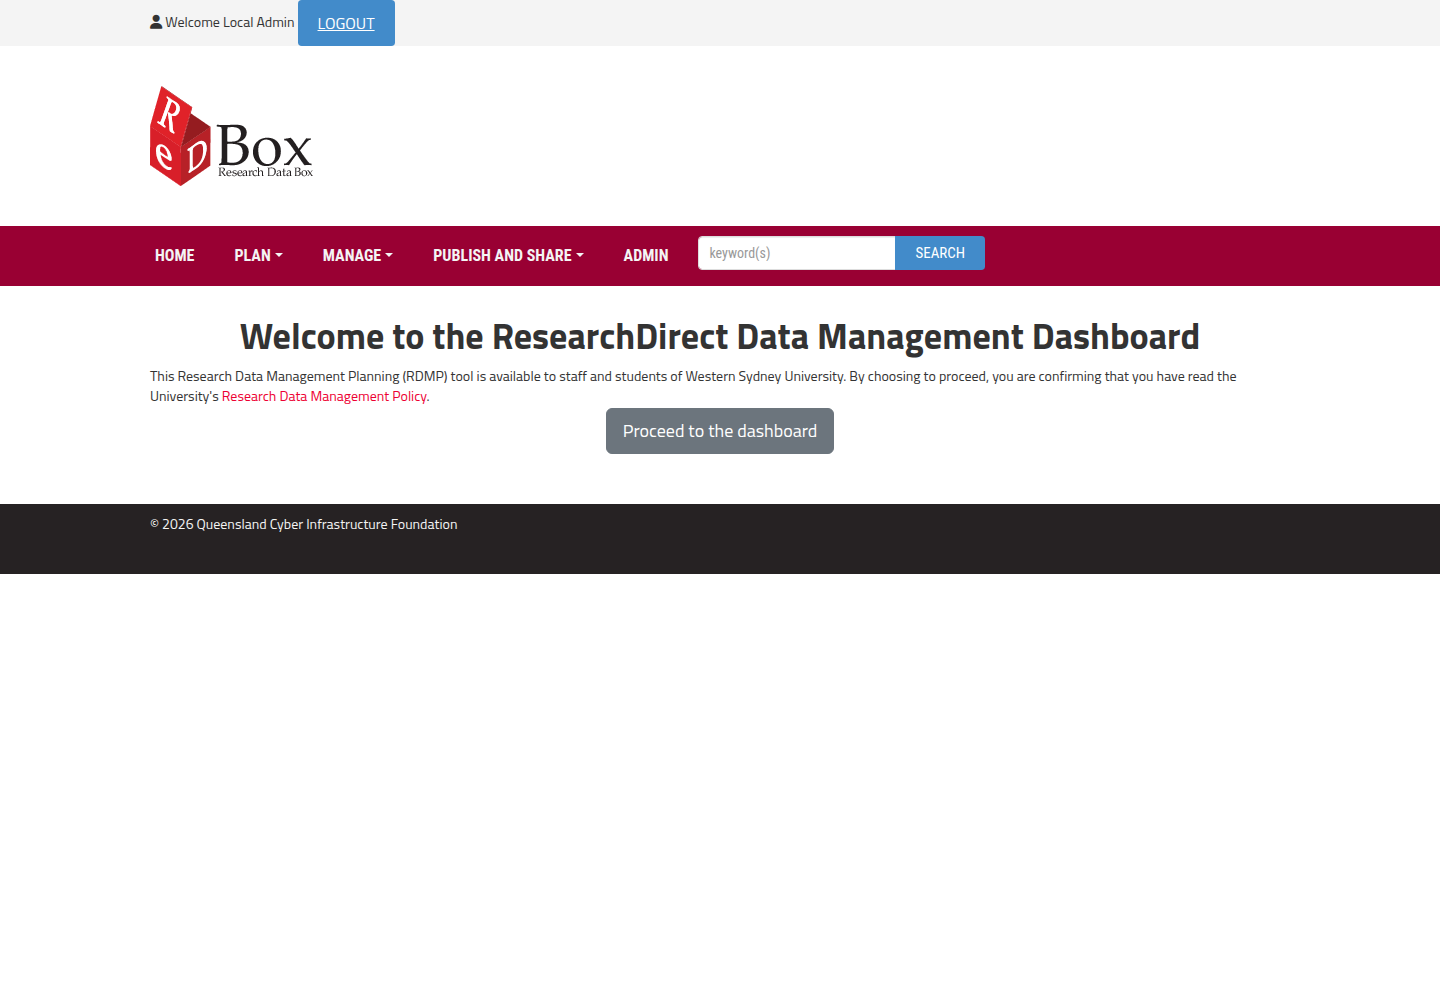 Welcome Local Admin LOGOUT
Red Box
Research Data Box
HOME PLAN MANAGE PUBLISH AND SHARE ADMIN keyword(s) SEARCH
Welcome to the ResearchDirect Data Management Dashboard
This Research Data Management Planning (RDMP) tool is available to staff and students of Western Sydney University. By choosing to proceed, you are confirming that you have read the
University's Research Data Management Policy.
Proceed to the dashboard
© 2026 Queensland Cyber Infrastructure Foundation